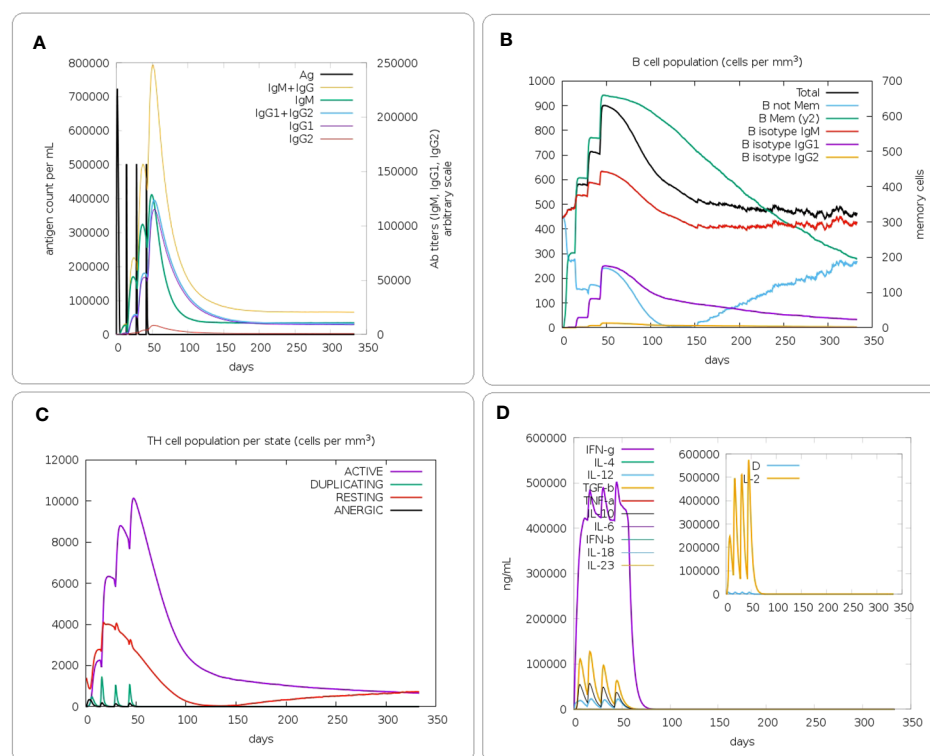 A
800000
700000
600000
500000
400000
300000
200000
100000
0
antigen count per mL
250000
200000
150000
100000
50000
0
Ab titers (IgM, IgG1, IgG2)
arbitrary scale
Ag
IgM+IgG
IgM
IgG1+IgG2
IgG1
IgG2
0 50 100 150 200 250 300 350
days
B
B cell population (cells per mm³)
1000
900
800
700
600
500
400
300
200
100
0
700
600
500
400
300
200
100
0
memory cells
Total
B not Mem
B Mem (y2)
B isotype IgM
B isotype IgG1
B isotype IgG2
0 50 100 150 200 250 300 350
days
C
TH cell population per state (cells per mm³)
12000
10000
8000
6000
4000
2000
0
ACTIVE
DUPLICATING
RESTING
ANERGIC
0 50 100 150 200 250 300 350
days
D
600000
500000
400000
300000
200000
100000
0
ng/mL
IFN-g
IL-4
IL-12
TGF-b
TNF-a
IL-10
IL-6
IFN-b
IL-18
IL-23
0 50 100 150 200 250 300 350
days
600000
500000
400000
300000
200000
100000
0
D
IL-2
0 50 100 150 200 250 300 350